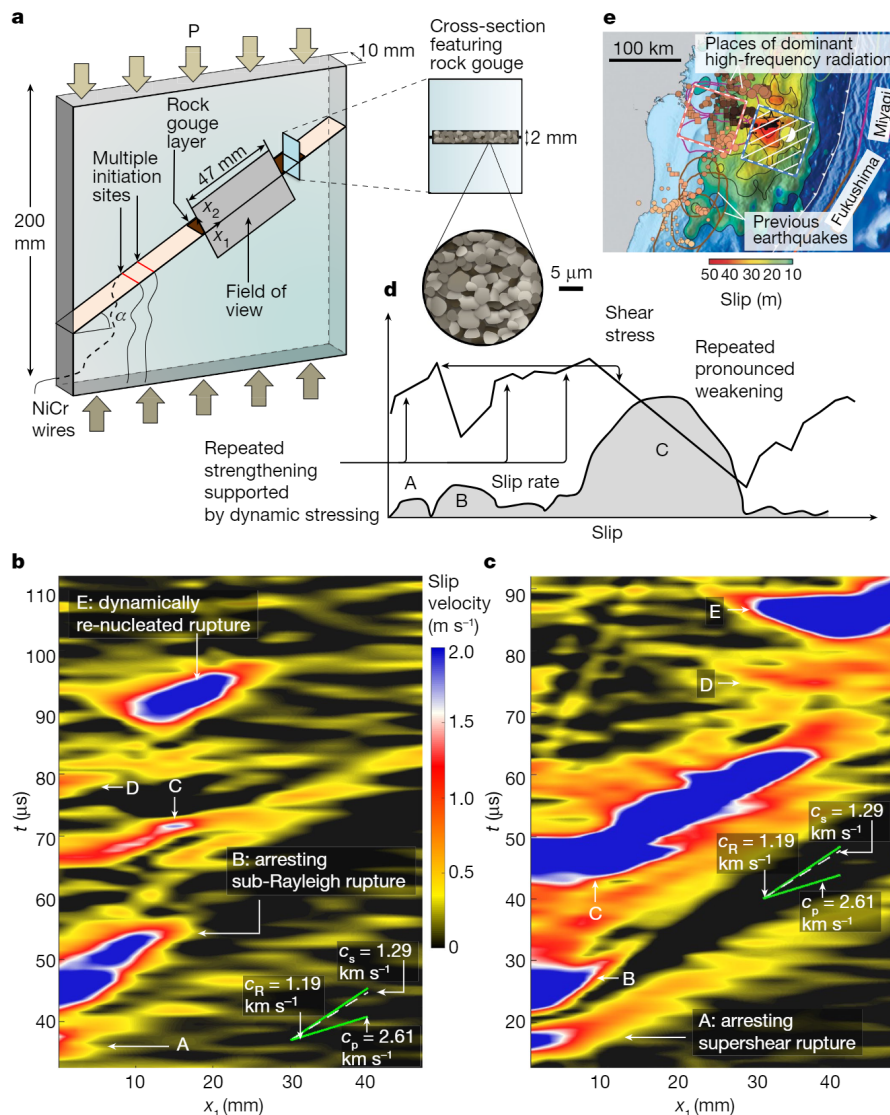 a
P
10 mm
Rock
gouge
layer
47 mm
Multiple
initiation
sites
x2
x1
200
mm
Field of
view
α
NiCr
wires
Cross-section
featuring
rock gouge
2 mm
5 μm
e
100 km
Places of dominant
high-frequency radiation
Miyagi
Fukushima
Previous
earthquakes
50 40 30 20 10
Slip (m)
d
Shear
stress
Repeated
pronounced
weakening
Repeated
strengthening
supported
by dynamic stressing
A
B
Slip rate
C
Slip
b
110
100
90
80
70
60
50
40
t (μs)
E: dynamically
re-nucleated rupture
D
C
B: arresting
sub-Rayleigh rupture
cs = 1.29
km s–1
cR = 1.19
km s–1
cp = 2.61
km s–1
A
0
10
20
30
40
x1 (mm)
Slip
velocity
(m s–1)
2.0
1.5
1.0
0.5
0
c
90
80
70
60
50
40
30
20
t (μs)
E
D
cs = 1.29
km s–1
cR = 1.19
km s–1
cp = 2.61
km s–1
C
B
A: arresting
supershear rupture
10
20
30
40
x1 (mm)